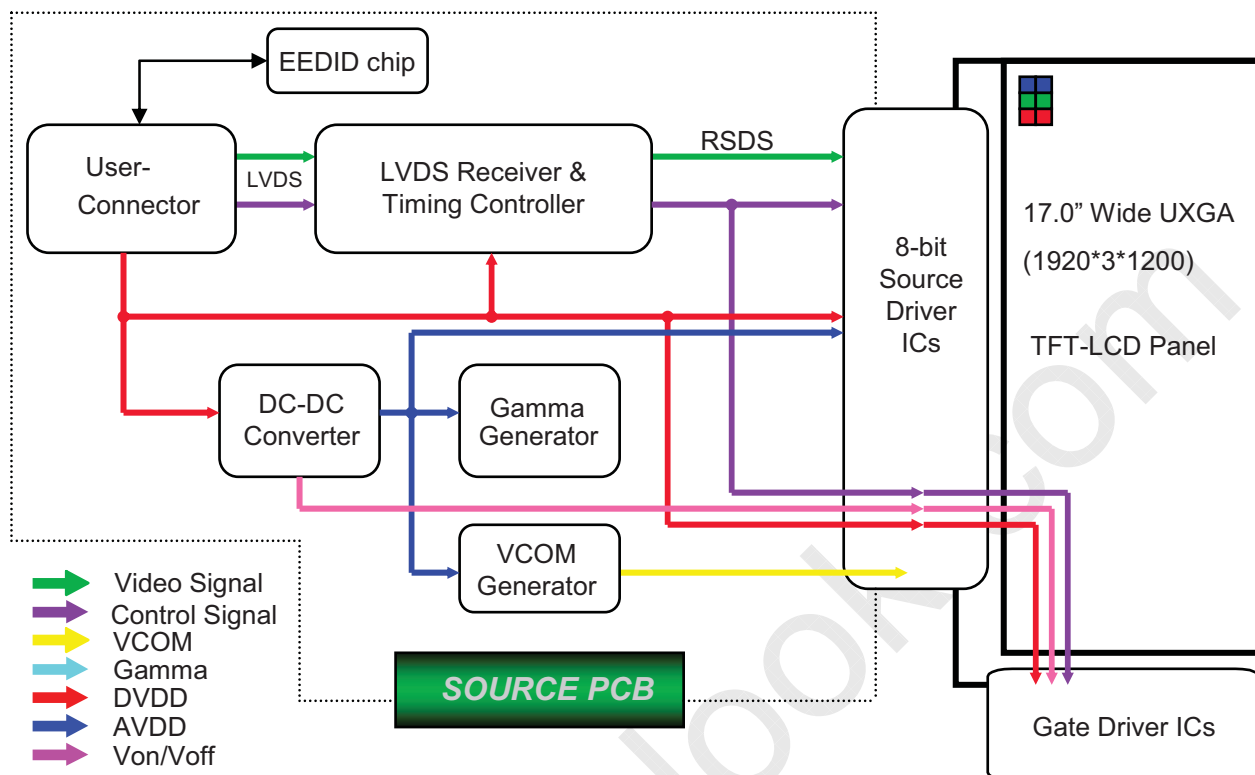 EEDID chip
User-
Connector
LVDS
LVDS Receiver &
Timing Controller
RSDS
8-bit
Source
Driver
ICs
17.0” Wide UXGA
(1920*3*1200)
TFT-LCD Panel
DC-DC
Converter
Gamma
Generator
VCOM
Generator
Video Signal
Control Signal
VCOM
Gamma
DVDD
AVDD
Von/Voff
SOURCE PCB
Gate Driver ICs
look.com